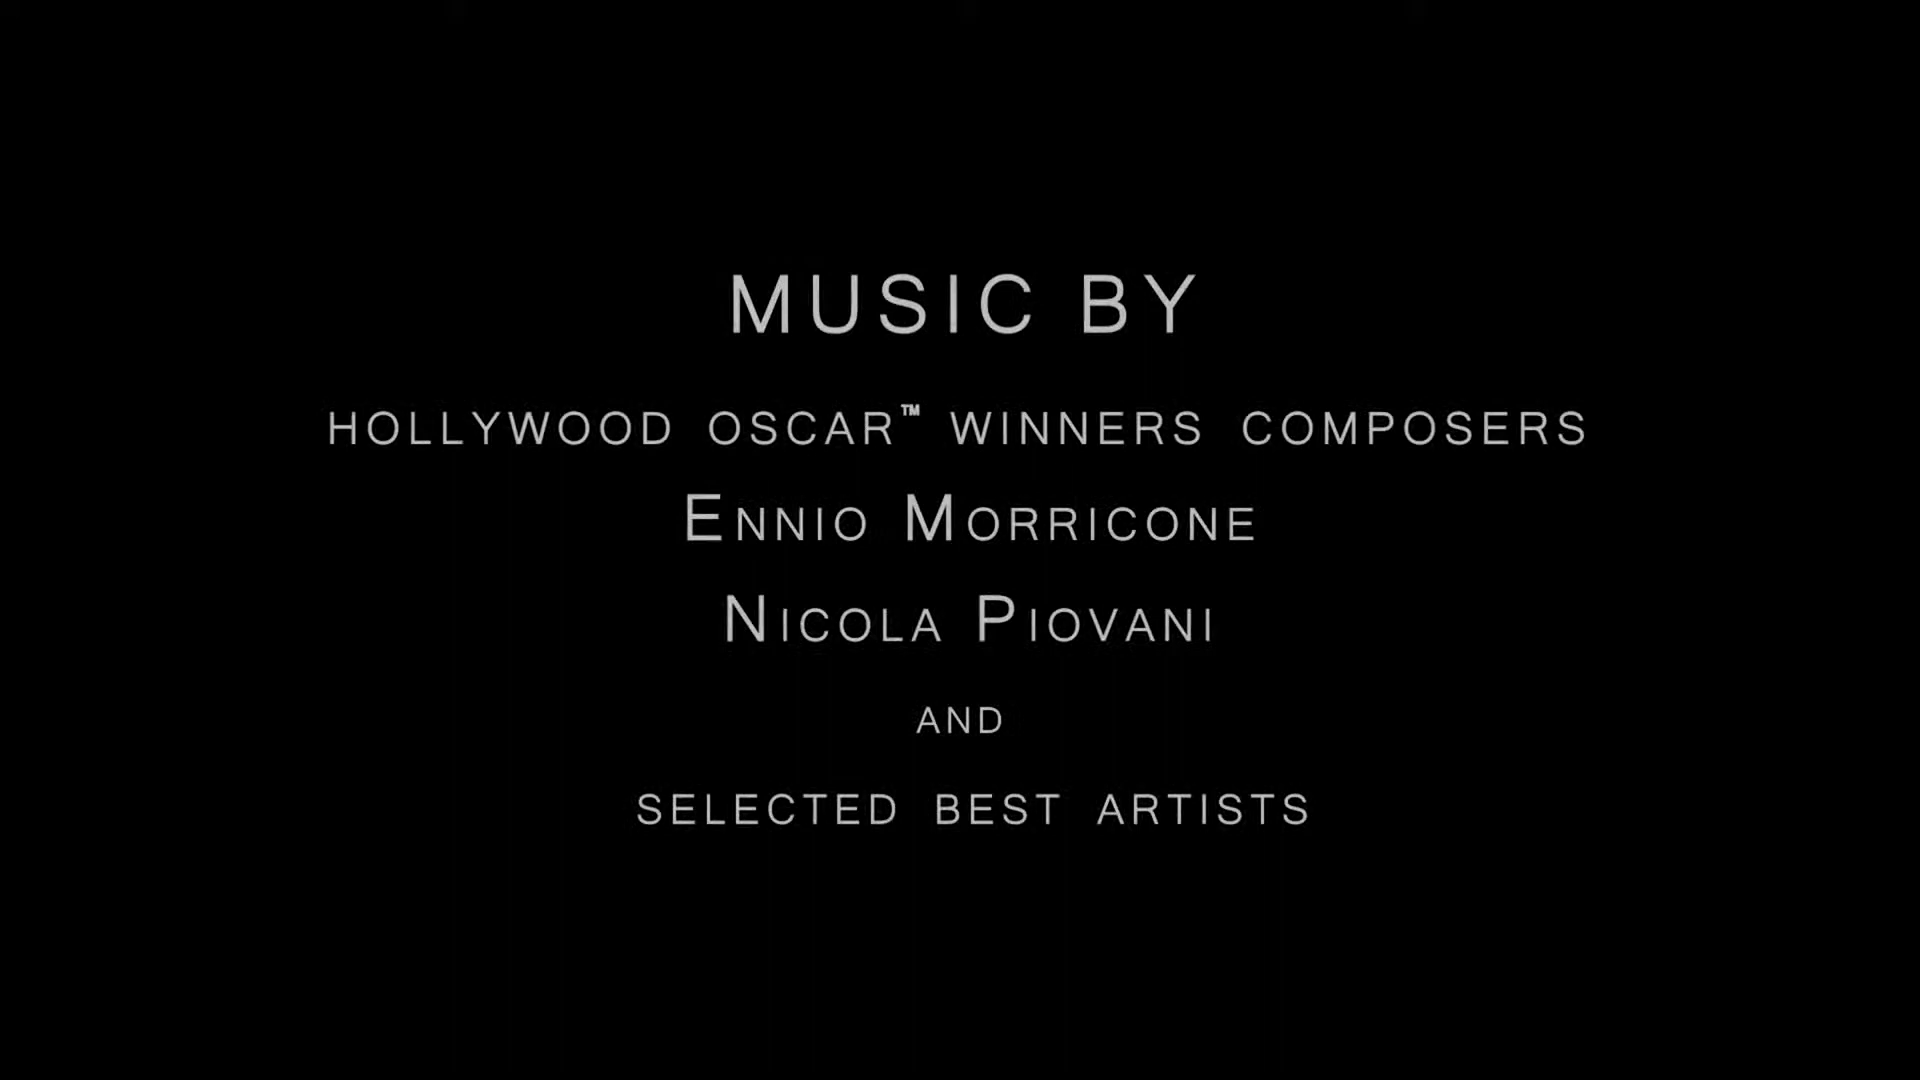 MUSIC BY
HOLLYWOOD OSCAR™ WINNERS COMPOSERS
ENNIO MORRICONE
NICOLA PIOVANI
AND
SELECTED BEST ARTISTS